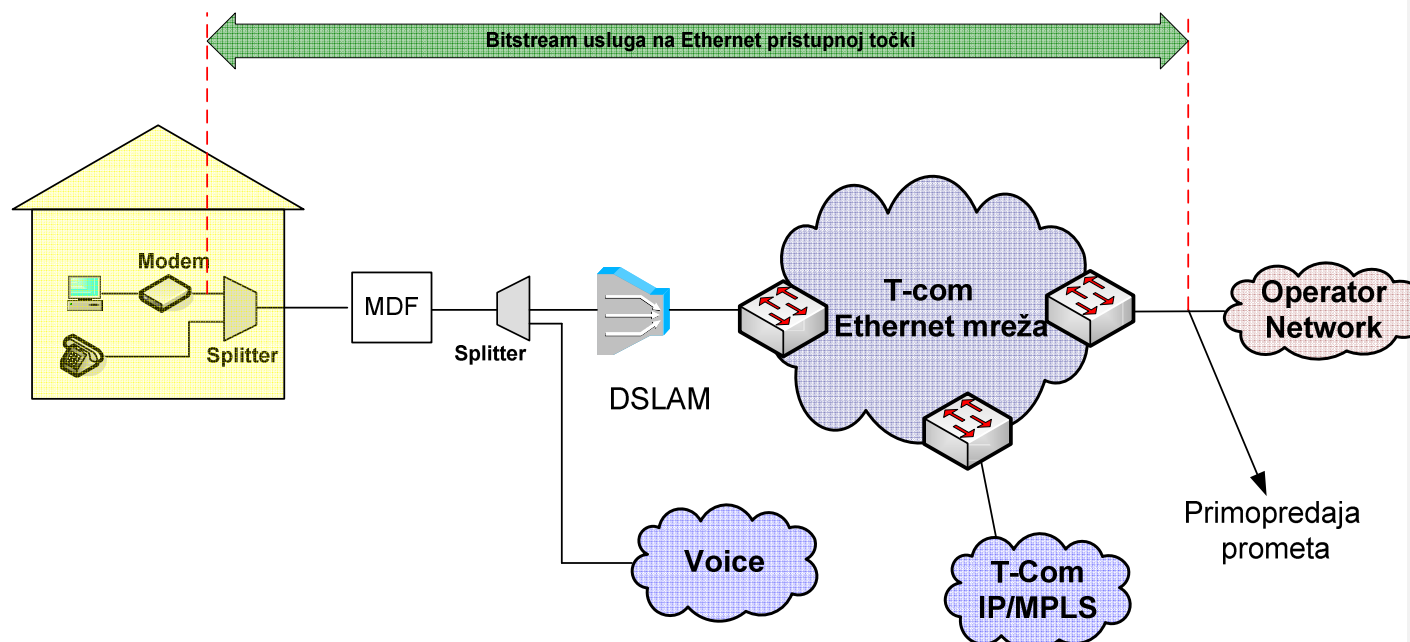 Bitstream usluga na Ethernet pristupnoj točki
Modem
Splitter
MDF
Splitter
DSLAM
T-com
Ethernet mreža
Operator
Network
Primopredaja
prometa
Voice
T-Com
IP/MPLS